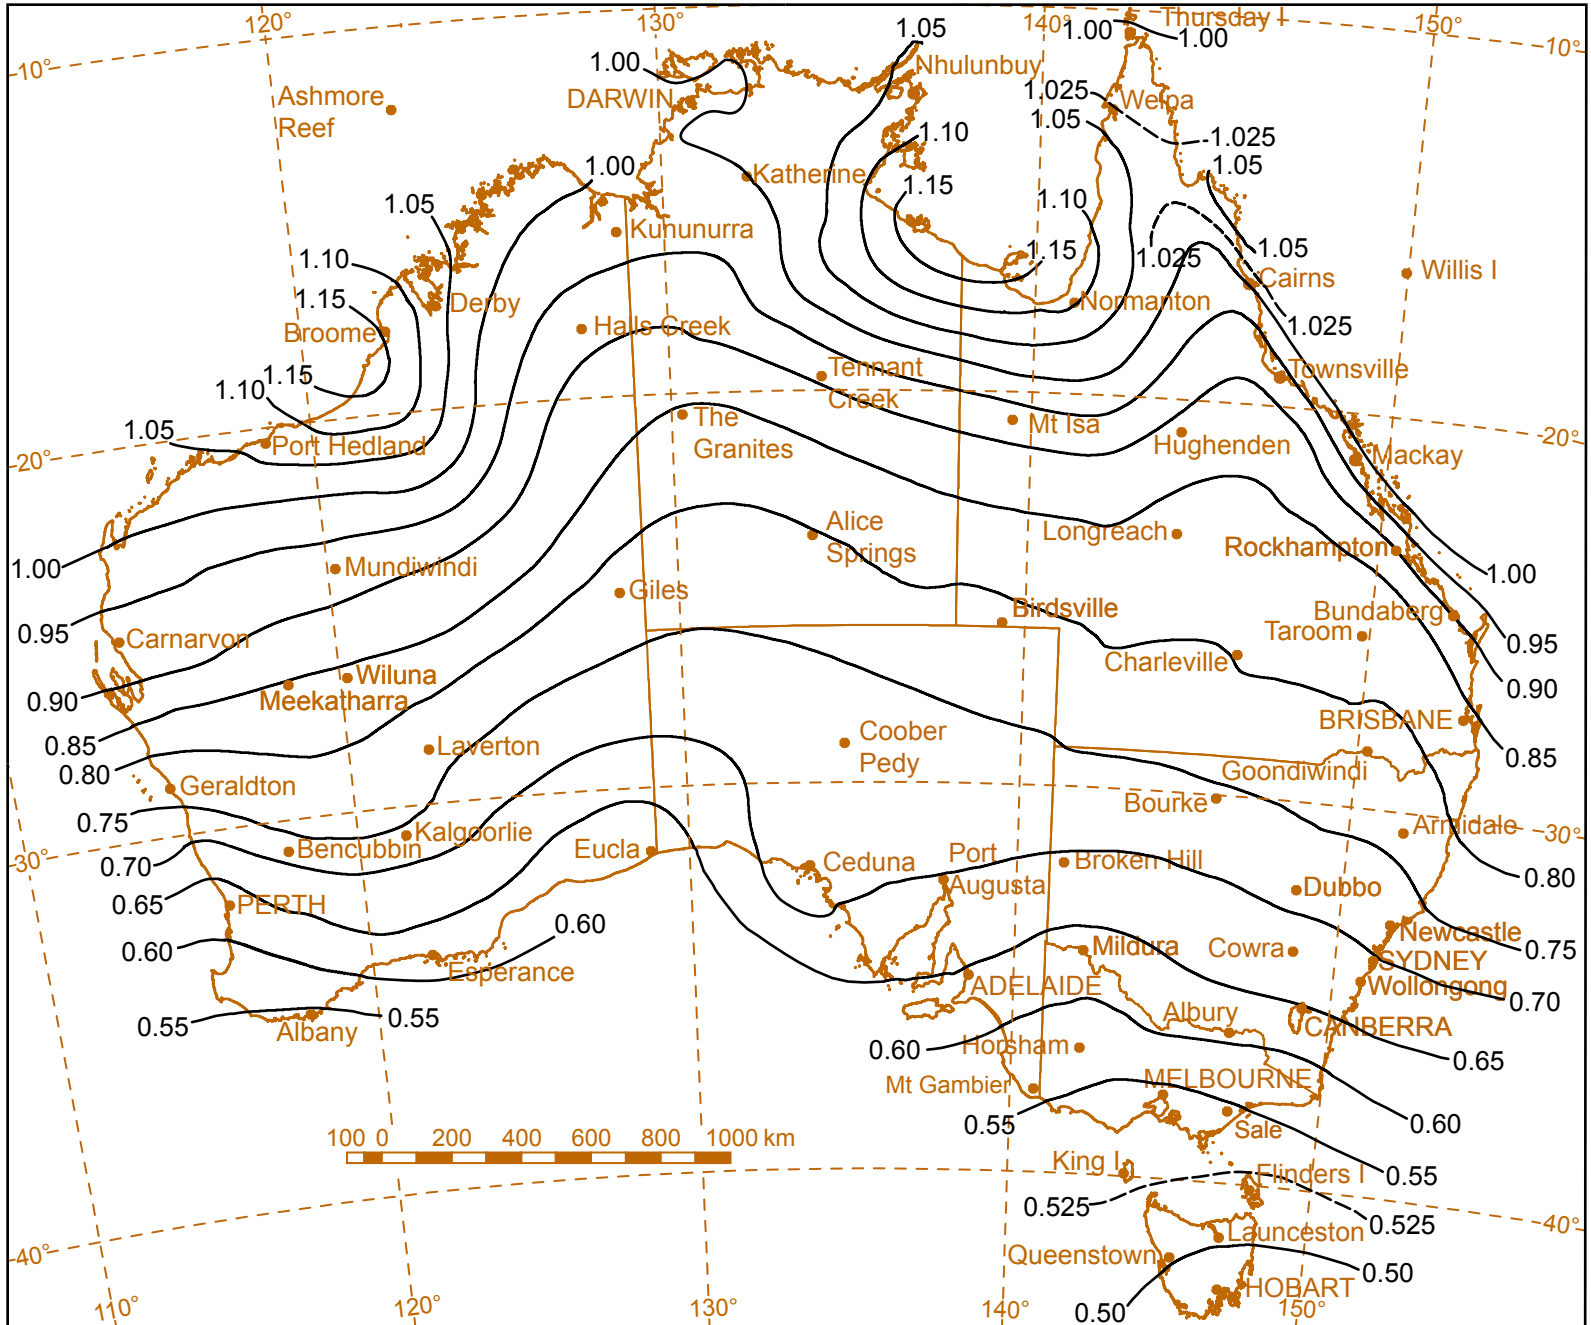 120°
130°
140°
Thursday I
150°
10°
10°
1.05
1.00
1.00
1.00
Nhulunbuy
DARWIN
Ashmore
Reef
1.025
Weipa
1.05
1.10
1.025
Katherine
1.00
1.05
1.15
1.05
1.10
Kununurra
1.10
1.15
1.025
1.05
Willis I
Cairns
1.15
Derby
Normanton
Broome
Halls Creek
1.025
Tennant
Creek
Townsville
1.15
1.10
The
Granites
Mt Isa
1.05
Port Hedland
Hughenden
20°
20°
Mackay
Alice
Springs
Longreach
Rockhampton
1.00
Mundiwindi
1.00
Giles
Birdsville
Bundaberg
0.95
Carnarvon
Taroom
0.95
Charleville
0.90
Wiluna
Meekatharra
0.90
BRISBANE
0.85
Laverton
Coober
Pedy
0.85
0.80
Goondiwindi
Geraldton
Bourke
0.75
Kalgoorlie
Armidale
30°
30°
Bencubbin
Eucla
Ceduna
Port
Augusta
Broken Hill
0.70
0.80
0.65
PERTH
Dubbo
0.60
0.60
Newcastle
Mildura
Cowra
0.75
SYDNEY
Esperance
ADELAIDE
Wollongong
0.70
0.55
0.55
Albany
Albury
CANBERRA
0.60
Horsham
0.65
Mt Gambier
MELBOURNE
0.55
0.60
Sale
100 0 200 400 600 800 1000 km
King I
Flinders I
0.55
0.525
0.525
40°
40°
Launceston
Queenstown
0.50
HOBART
0.50
110°
120°
130°
140°
150°